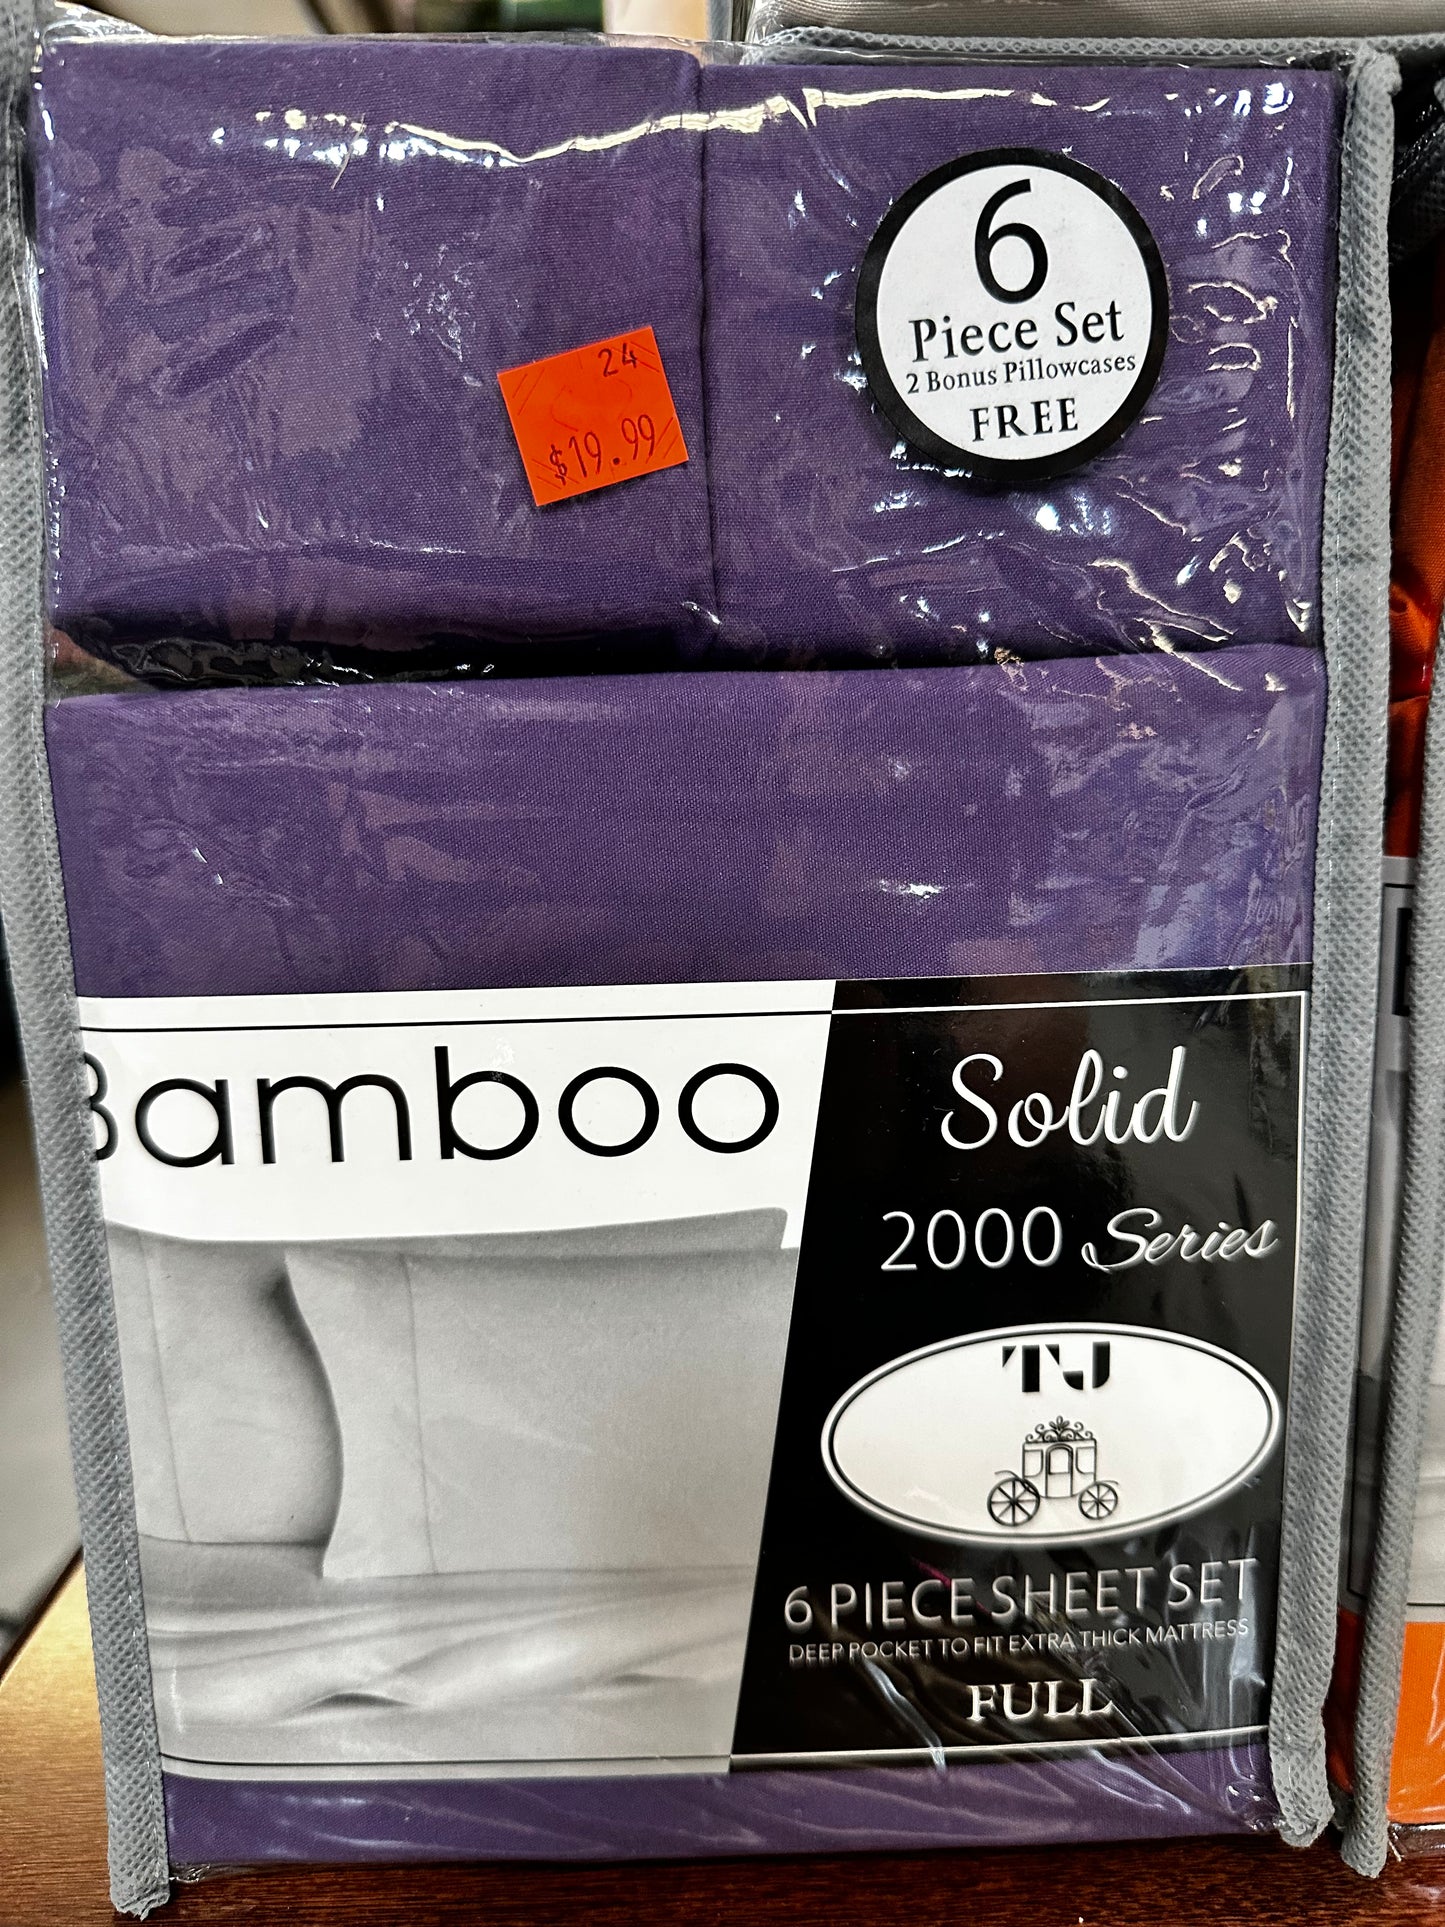 24
$19.99
6
Piece Set
2 Bonus Pillowcases
FREE
Bamboo
Solid
2000 Series
TJ
6 PIECE SHEET SET
DEEP POCKET TO FIT EXTRA THICK MATTRESS
FULL